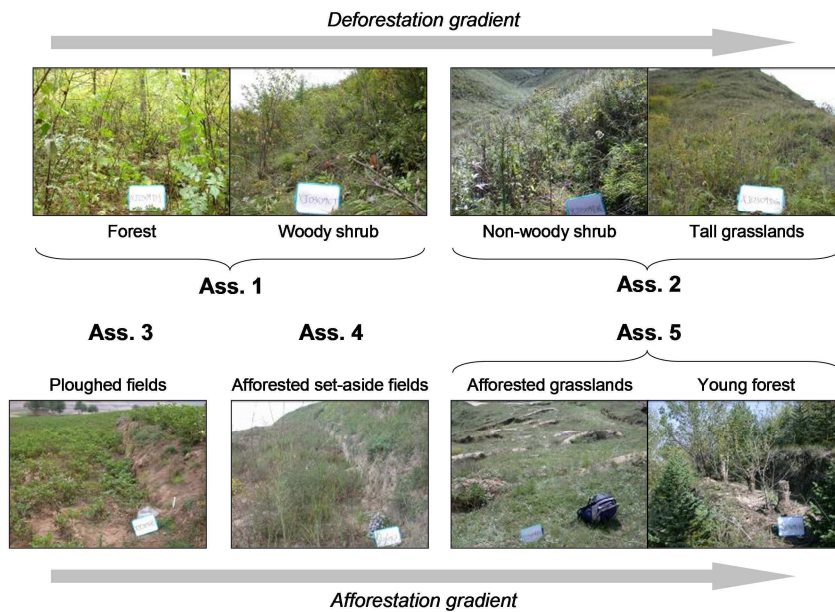 Deforestation gradient
Forest
Woody shrub
Non-woody shrub
Tall grasslands
Ass. 1
Ass. 2
Ass. 3
Ass. 4
Ass. 5
Ploughed fields
Afforested set-aside fields
Afforested grasslands
Young forest
Afforestation gradient